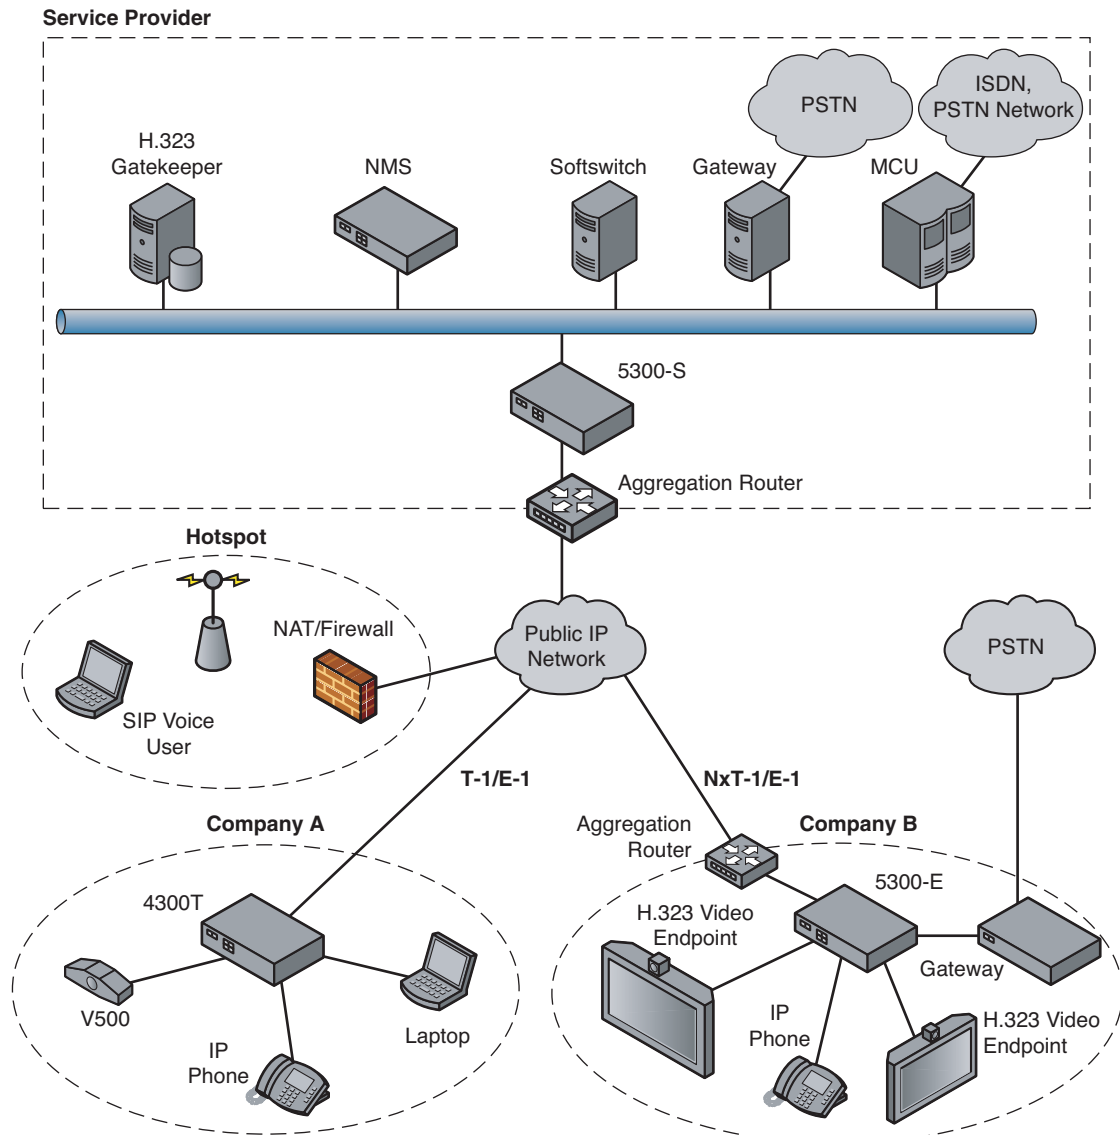 Service Provider
PSTN
ISDN,
PSTN Network
H.323
Gatekeeper
NMS
Softswitch
Gateway
MCU
5300-S
Aggregation Router
Hotspot
NAT/Firewall
SIP Voice
User
Public IP
Network
PSTN
T-1/E-1
NxT-1/E-1
Company A
4300T
V500
IP
Phone
Laptop
Aggregation
Router
Company B
5300-E
H.323 Video
Endpoint
Gateway
IP
Phone
H.323 Video
Endpoint